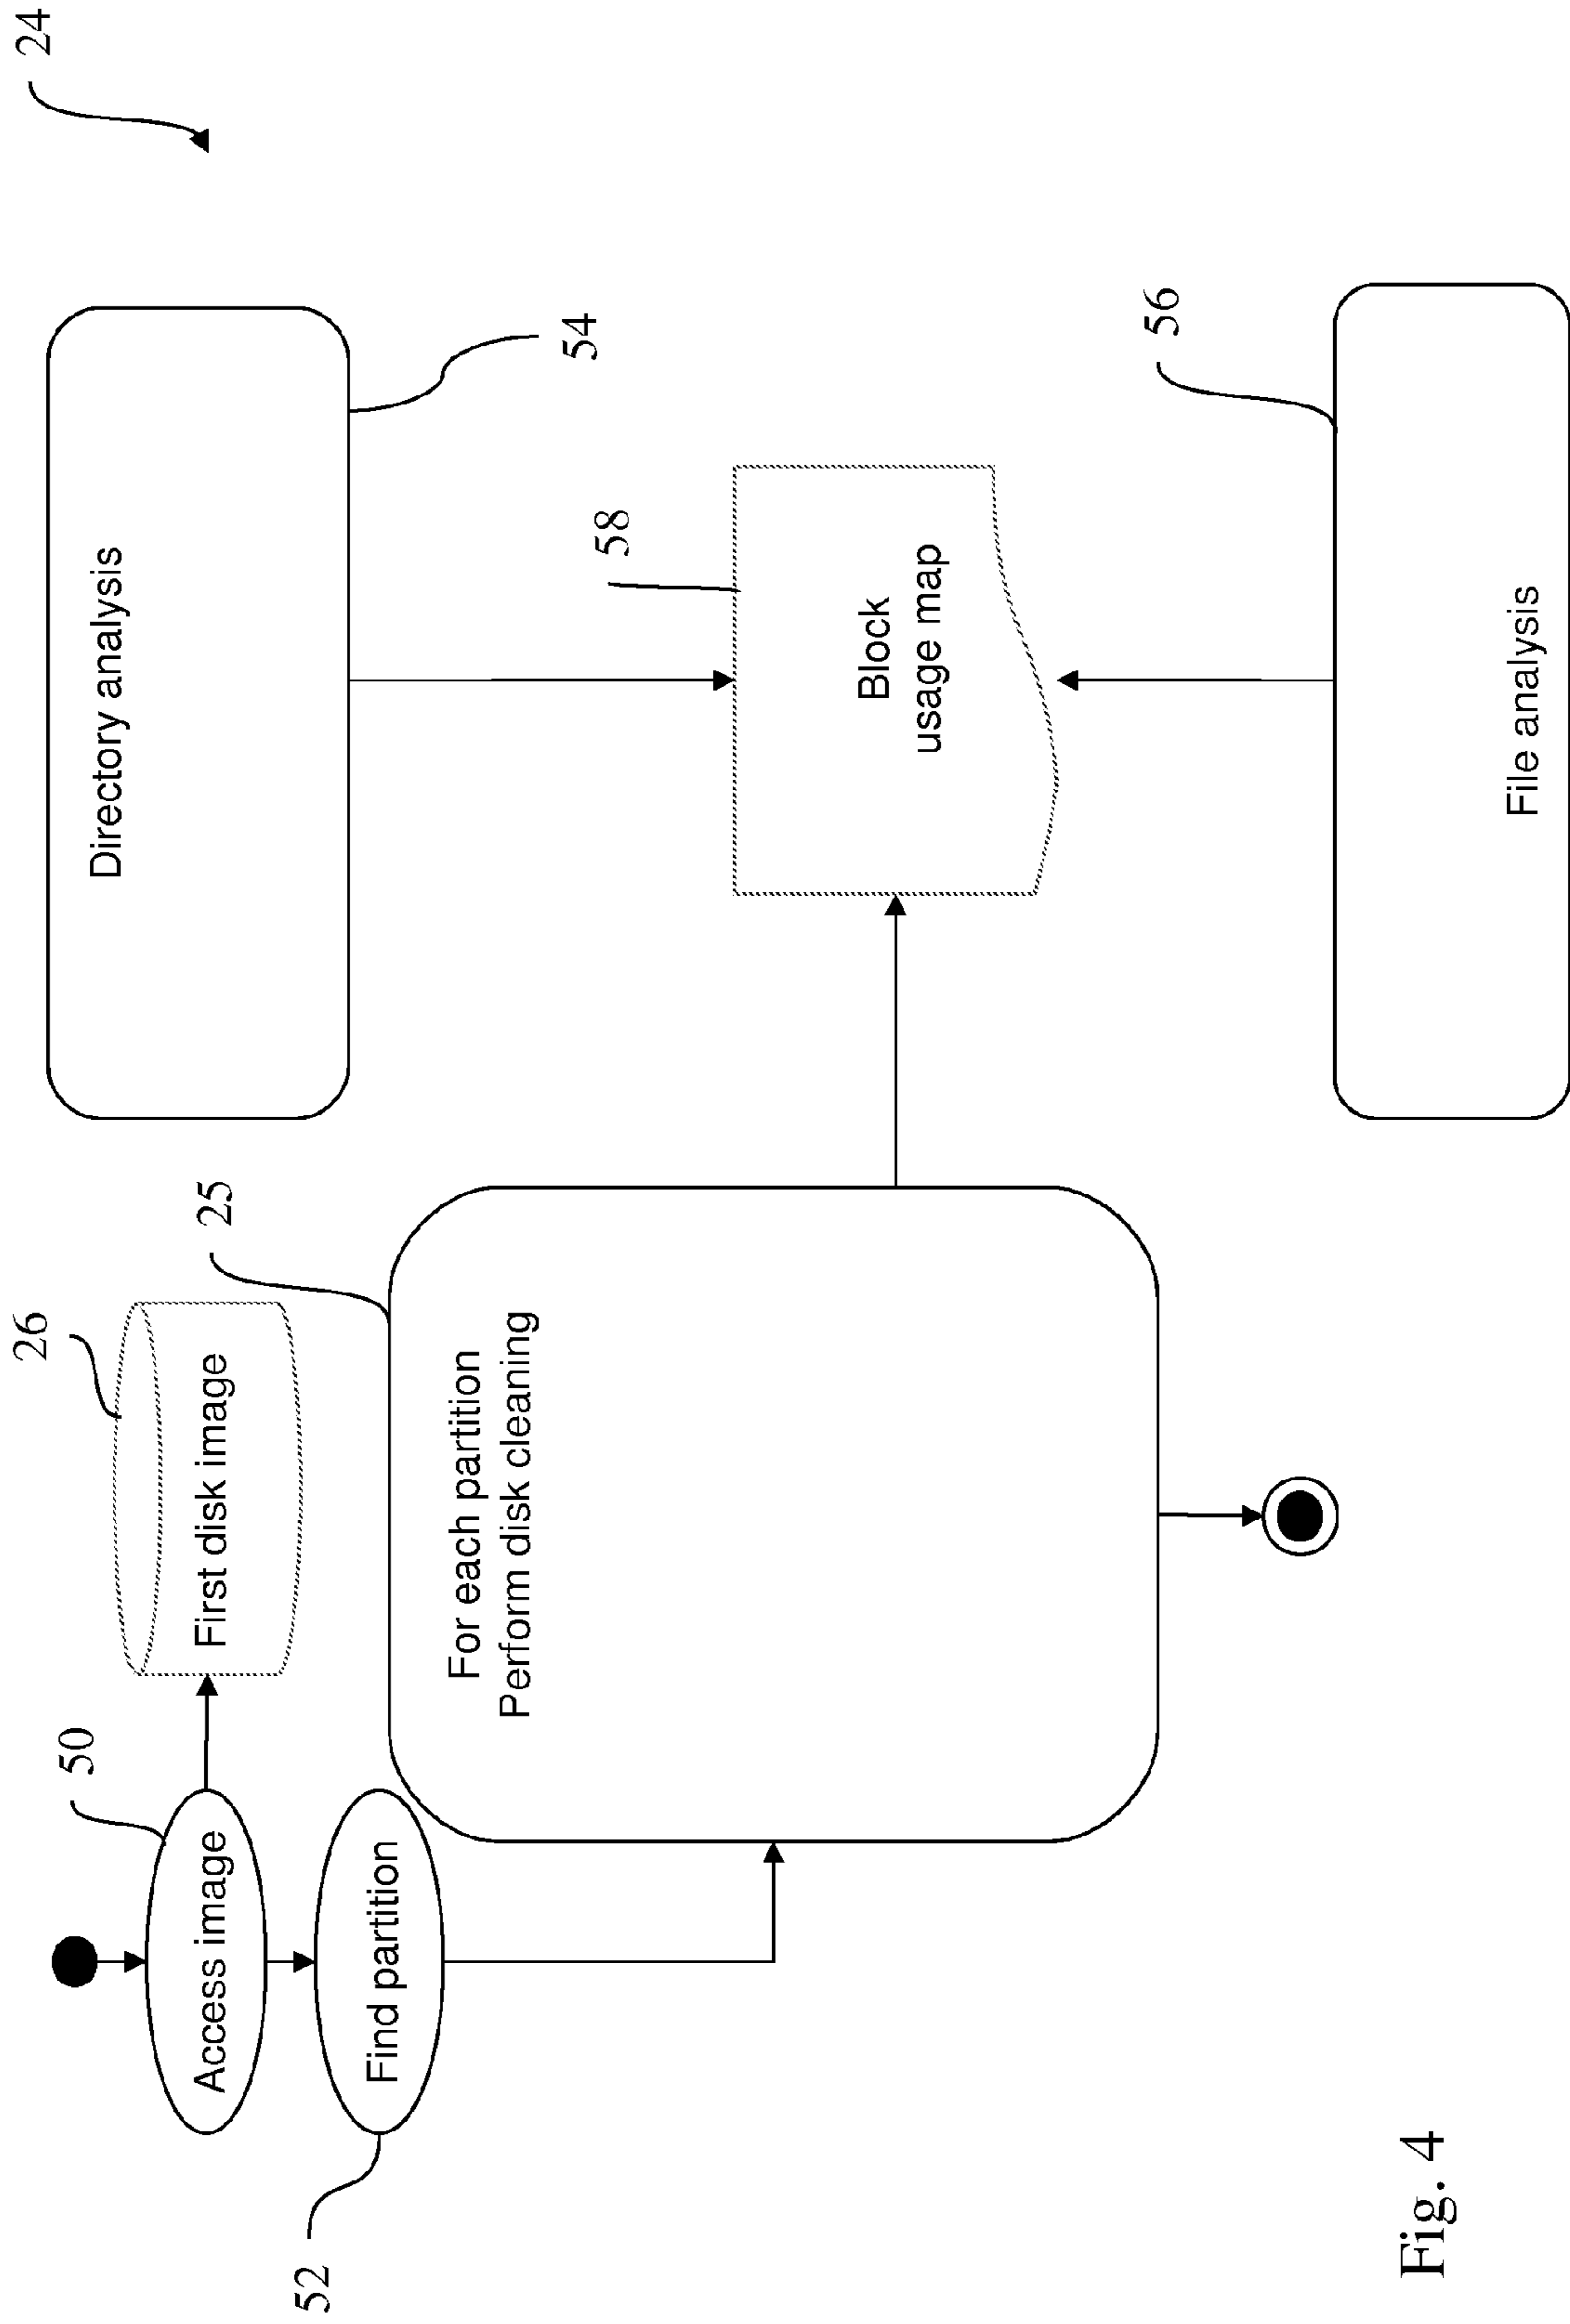 24
Directory analysis
54
26
First disk image
25
50
Access image
52
Find partition
For each partition
Perform disk cleaning
58
Block
usage map
56
File analysis
Fig. 4